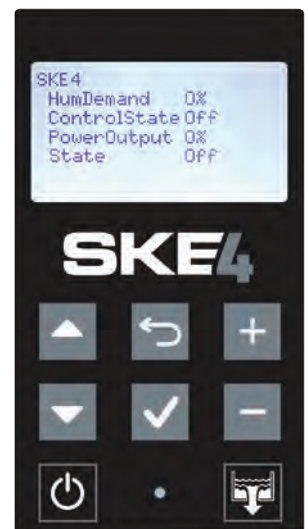 SKE4
HumDemand 0%
ControlState Off
PowerOutput 0%
State Off
SKE4